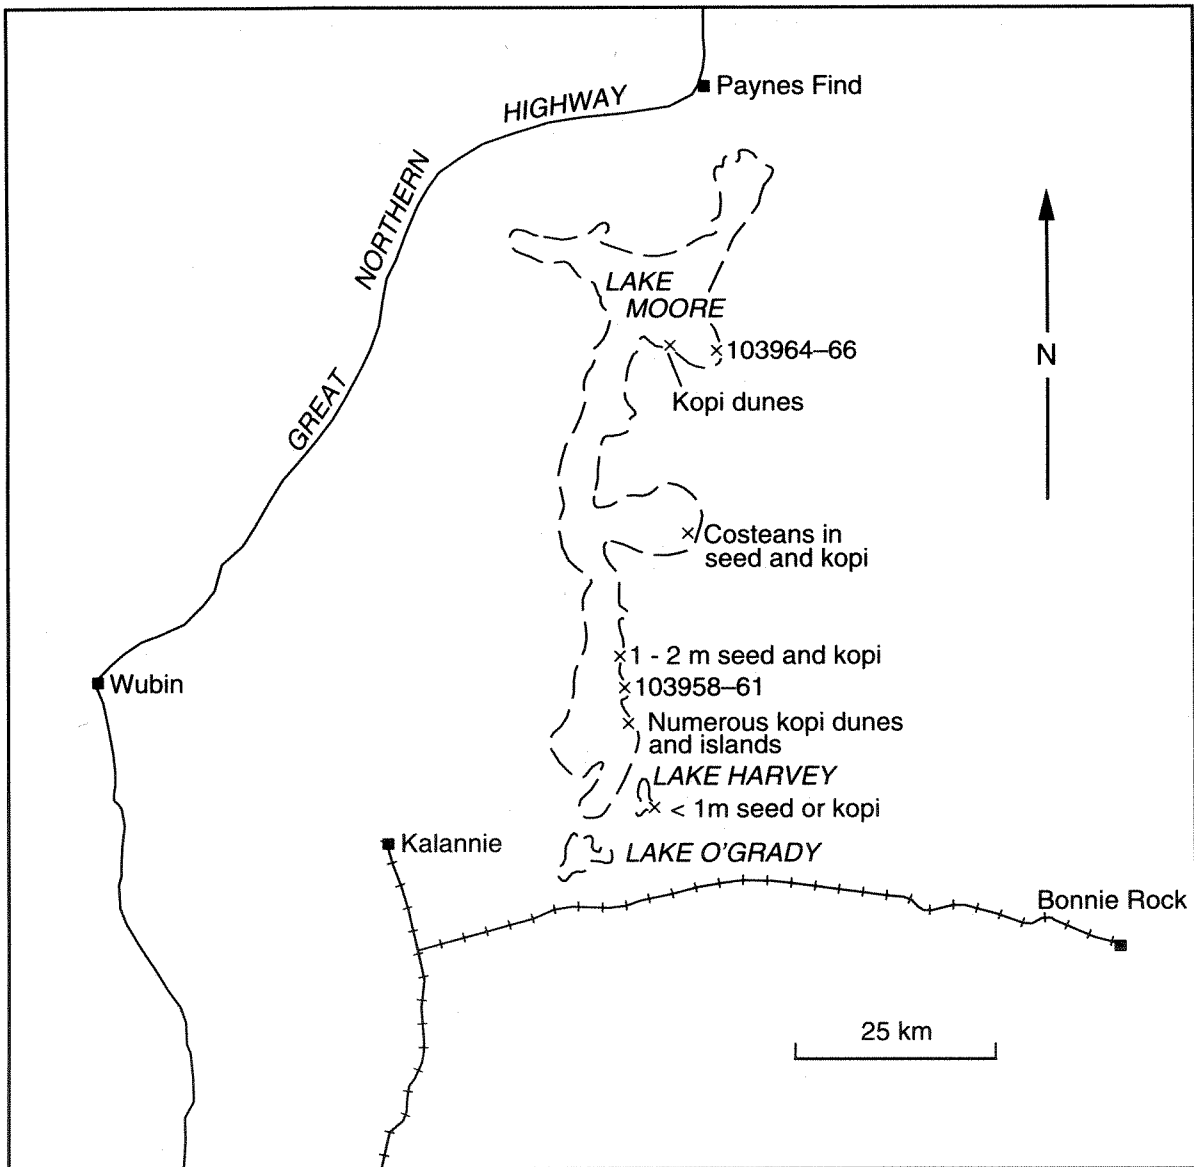 Paynes Find
HIGHWAY
NORTHERN
GREAT
LAKE
MOORE
103964–66
N
Kopi dunes
Costeans in
seed and kopi
1 - 2 m seed and kopi
103958–61
Wubin
Numerous kopi dunes
and islands
LAKE HARVEY
< 1m seed or kopi
Kalannie
LAKE O'GRADY
Bonnie Rock
25 km